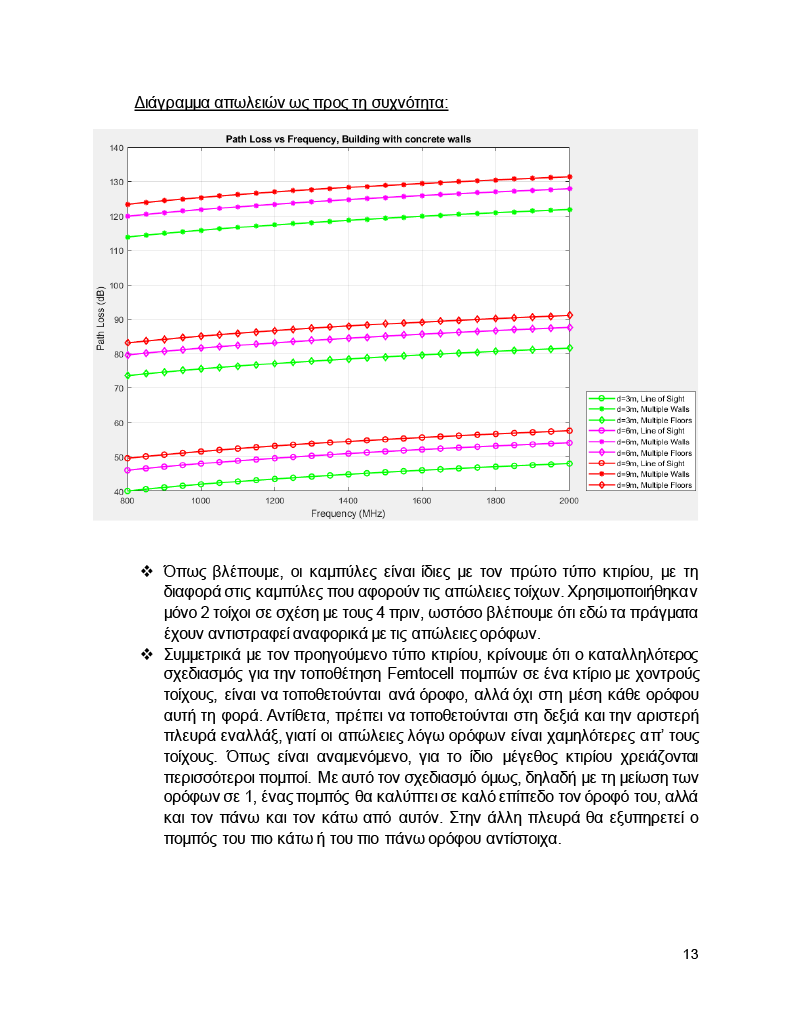 Διάγραμμα απωλειών ως προς τη συχνότητα:
Path Loss vs Frequency, Building with concrete walls
140
130
120
110
100
90
80
70
60
50
40
Path Loss (dB)
800 1000 1200 1400 1600 1800 2000
Frequency (MHz)
d=3m, Line of Sight
d=3m, Multiple Walls
d=3m, Multiple Floors
d=6m, Line of Sight
d=6m, Multiple Walls
d=6m, Multiple Floors
d=9m, Line of Sight
d=9m, Multiple Walls
d=9m, Multiple Floors
❖ Όπως βλέπουμε, οι καμπύλες είναι ίδιες με τον πρώτο τύπο κτιρίου, με τη
διαφορά στις καμπύλες που αφορούν τις απώλειες τοίχων. Χρησιμοποιήθηκαν
μόνο 2 τοίχοι σε σχέση με τους 4 πριν, ωστόσο βλέπουμε ότι εδώ τα πράγματα
έχουν αντιστραφεί αναφορικά με τις απώλειες ορόφων.
❖ Συμμετρικά με τον προηγούμενο τύπο κτιρίου, κρίνουμε ότι ο καταλληλότερος
σχεδιασμός για την τοποθέτηση Femtocell πομπών σε ένα κτίριο με χοντρούς
τοίχους, είναι να τοποθετούνται ανά όροφο, αλλά όχι στη μέση κάθε ορόφου
αυτή τη φορά. Αντίθετα, πρέπει να τοποθετούνται στη δεξιά και την αριστερή
πλευρά εναλλάξ, γιατί οι απώλειες λόγω ορόφων είναι χαμηλότερες απ’ τους
τοίχους. Όπως είναι αναμενόμενο, για το ίδιο μέγεθος κτιρίου χρειάζονται
περισσότεροι πομποί. Με αυτό τον σχεδιασμό όμως, δηλαδή με τη μείωση των
ορόφων σε 1, ένας πομπός θα καλύπτει σε καλό επίπεδο τον όροφό του, αλλά
και τον πάνω και τον κάτω από αυτόν. Στην άλλη πλευρά θα εξυπηρετεί ο
πομπός του πιο κάτω ή του πιο πάνω ορόφου αντίστοιχα.
13